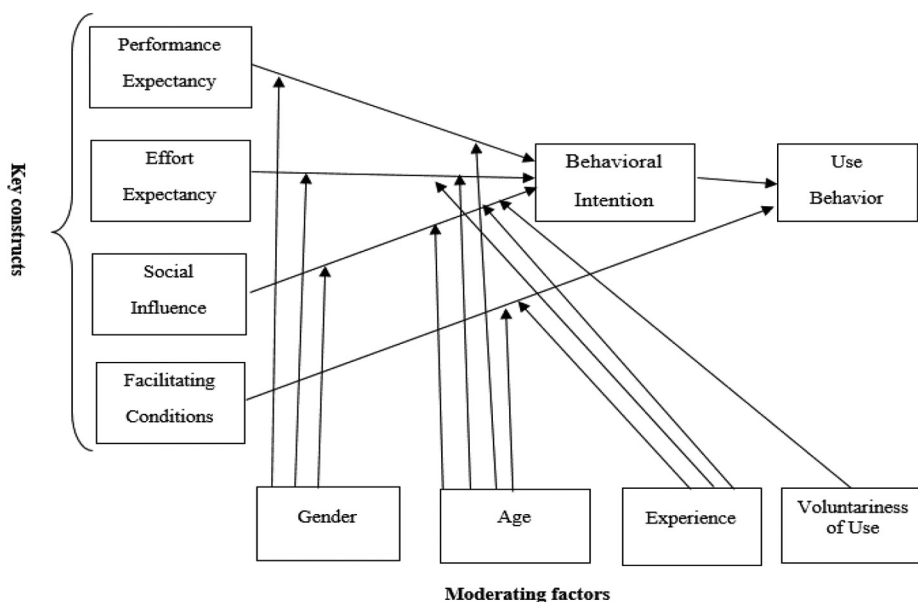 Key constructs
Performance
Expectancy
Effort
Expectancy
Social
Influence
Facilitating
Conditions
Behavioral
Intention
Use
Behavior
Gender
Age
Experience
Voluntariness
of Use
Moderating factors